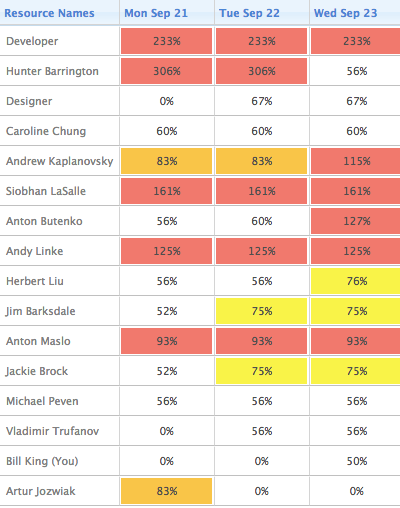 Resource Names Mon Sep 21 Tue Sep 22 Wed Sep 23
Developer 233% 233% 233%
Hunter Barrington 306% 306% 56%
Designer 0% 67% 67%
Caroline Chung 60% 60% 60%
Andrew Kaplanovsky 83% 83% 115%
Siobhan LaSalle 161% 161% 161%
Anton Butenko 56% 60% 127%
Andy Linke 125% 125% 125%
Herbert Liu 56% 56% 76%
Jim Barksdale 52% 75% 75%
Anton Maslo 93% 93% 93%
Jackie Brock 52% 75% 75%
Michael Peven 56% 56% 56%
Vladimir Trufanov 0% 56% 56%
Bill King (You) 0% 0% 50%
Artur Jozwiak 83% 0% 0%